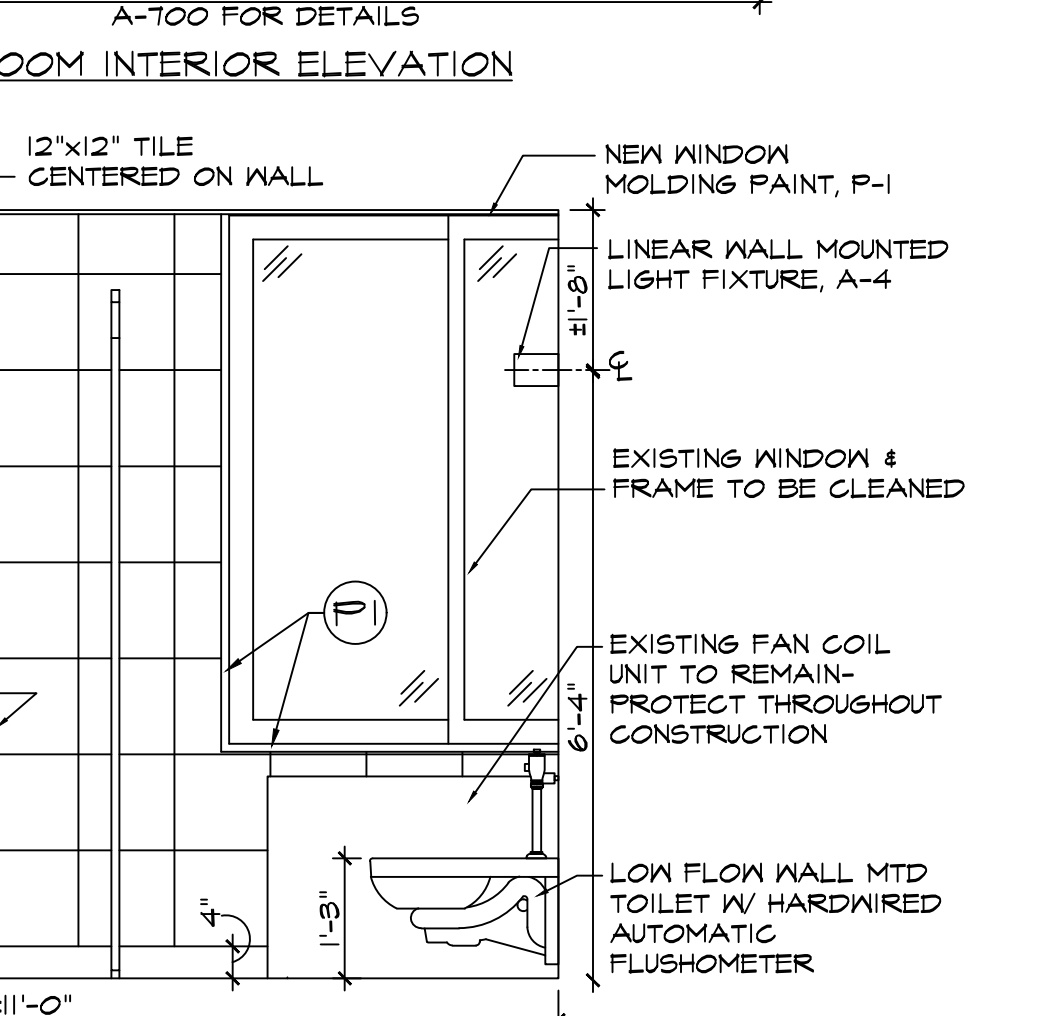 A-700 FOR DETAILS
OOM INTERIOR ELEVATION
12"x12" TILE
CENTERED ON WALL
NEW WINDOW
MOLDING PAINT, P-1
LINEAR WALL MOUNTED
LIGHT FIXTURE, A-4
±1'-8"
℄
EXISTING WINDOW &
FRAME TO BE CLEANED
P1
EXISTING FAN COIL
UNIT TO REMAIN-
PROTECT THROUGHOUT
CONSTRUCTION
6'-4"
LOW FLOW WALL MTD
TOILET W/ HARDWIRED
AUTOMATIC
FLUSHOMETER
4"
1'-3"
11'-0"